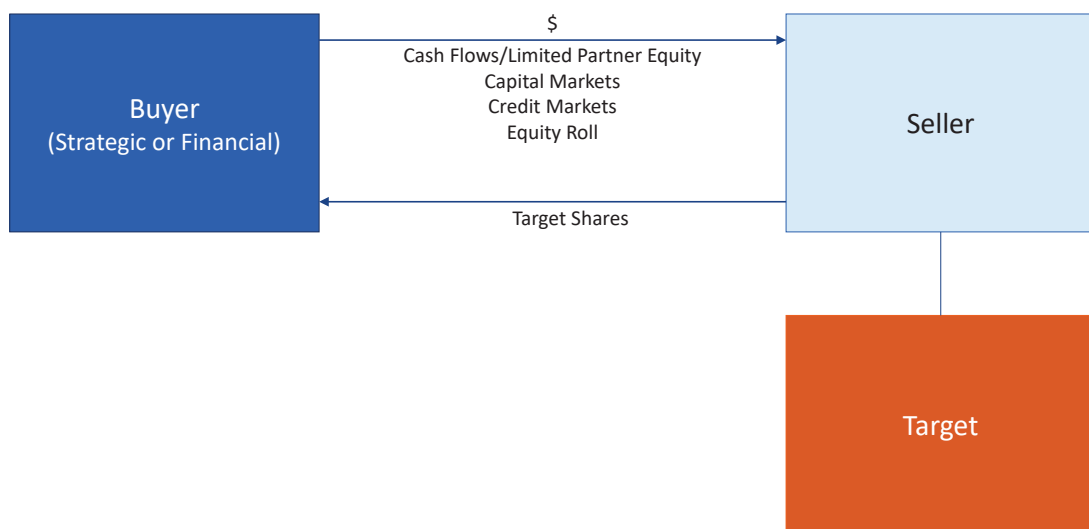 Buyer
(Strategic or Financial)
$
Cash Flows/Limited Partner Equity
Capital Markets
Credit Markets
Equity Roll
Target Shares
Seller
Target